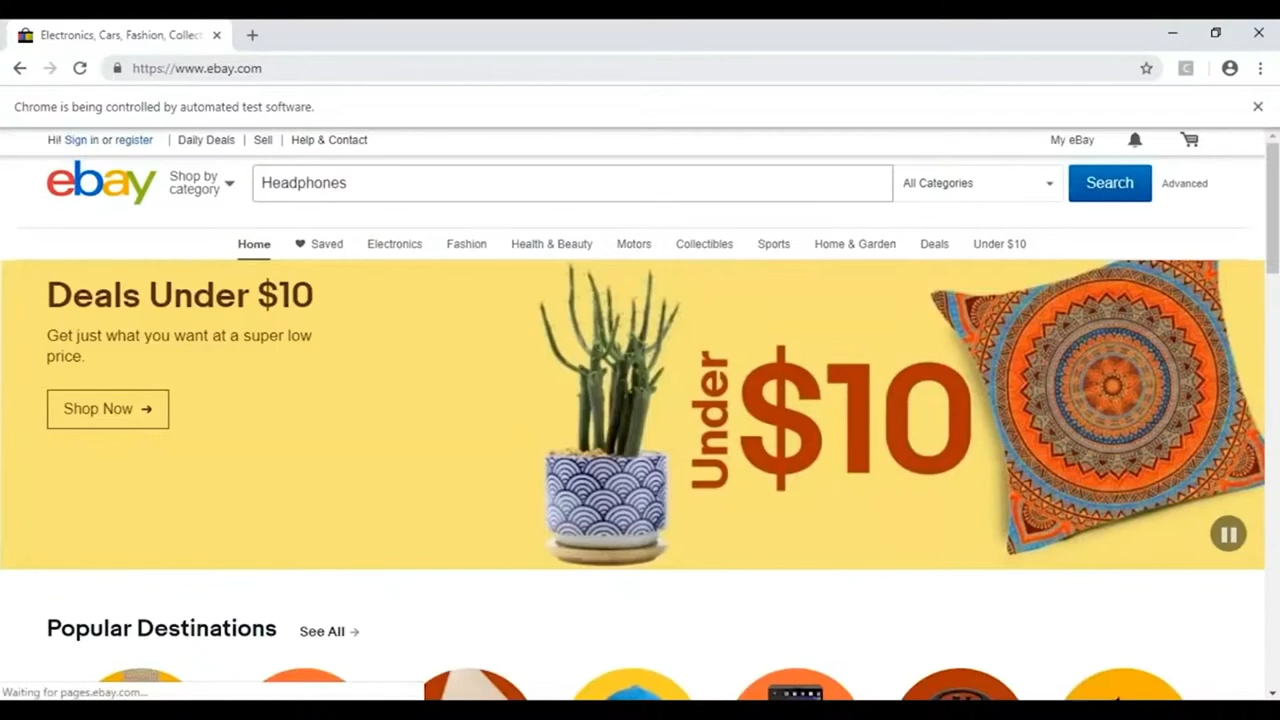 Electronics, Cars, Fashion, Collect
https://www.ebay.com
Chrome is being controlled by automated test software.
Hi! Sign in or register | Daily Deals | Sell | Help & Contact
My eBay
ebay
Shop by
category
Headphones
All Categories
Search
Advanced
Home Saved Electronics Fashion Health & Beauty Motors Collectibles Sports Home & Garden Deals Under $10
Deals Under $10
Get just what you want at a super low
price.
Shop Now →
Under
$10
Popular Destinations
See All →
Waiting for pages.ebay.com...